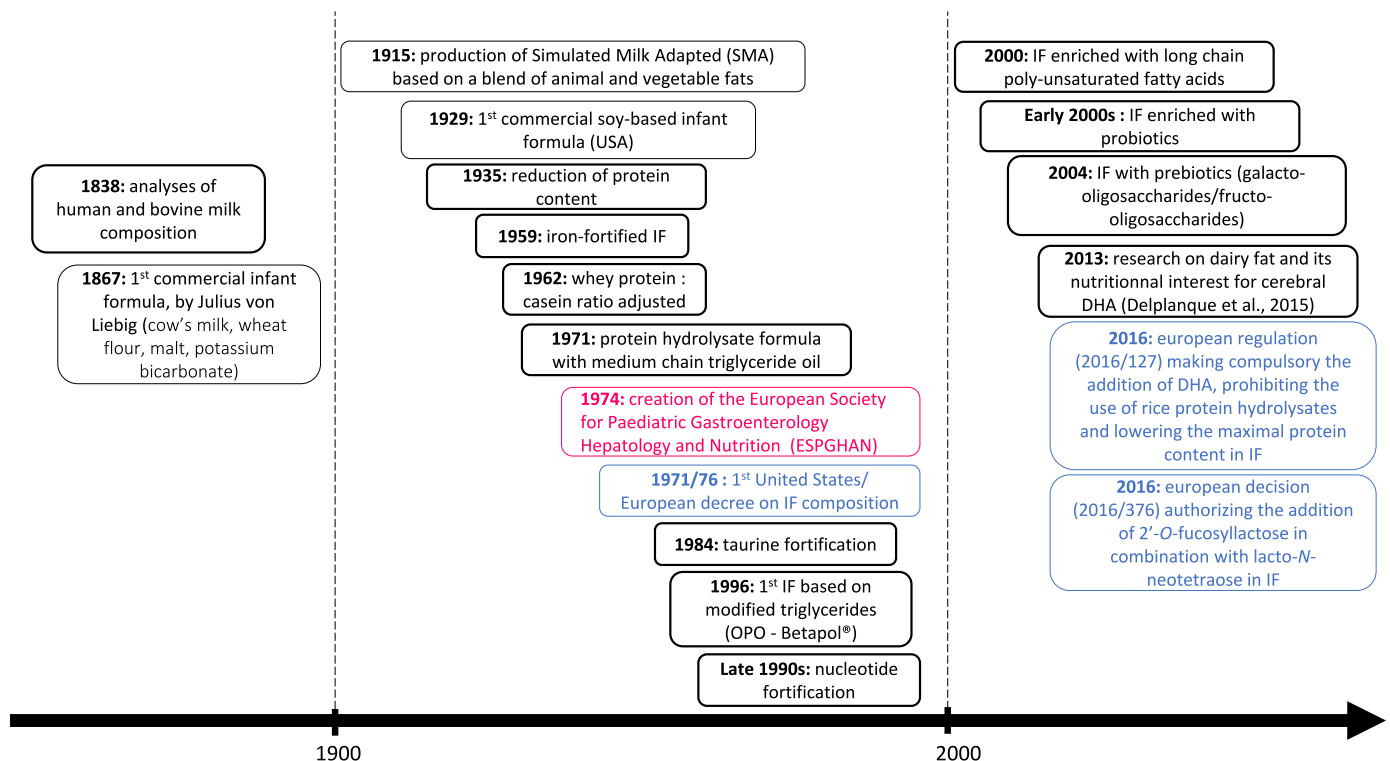 1838: analyses of
human and bovine milk
composition
1867: 1st commercial infant
formula, by Julius von
Liebig (cow's milk, wheat
flour, malt, potassium
bicarbonate)
1915: production of Simulated Milk Adapted (SMA)
based on a blend of animal and vegetable fats
1929: 1st commercial soy-based infant
formula (USA)
1935: reduction of protein
content
1959: iron-fortified IF
1962: whey protein :
casein ratio adjusted
1971: protein hydrolysate formula
with medium chain triglyceride oil
1974: creation of the European Society
for Paediatric Gastroenterology
Hepatology and Nutrition (ESPGHAN)
1971/76 : 1st United States/
European decree on IF composition
1984: taurine fortification
1996: 1st IF based on
modified triglycerides
(OPO - Betapol®)
Late 1990s: nucleotide
fortification
2000: IF enriched with long chain
poly-unsaturated fatty acids
Early 2000s : IF enriched with
probiotics
2004: IF with prebiotics (galacto-
oligosaccharides/fructo-
oligosaccharides)
2013: research on dairy fat and its
nutritionnal interest for cerebral
DHA (Delplanque et al., 2015)
2016: european regulation
(2016/127) making compulsory the
addition of DHA, prohibiting the
use of rice protein hydrolysates
and lowering the maximal protein
content in IF
2016: european decision
(2016/376) authorizing the addition
of 2'-O-fucosyllactose in
combination with lacto-N-
neotetraose in IF
1900
2000